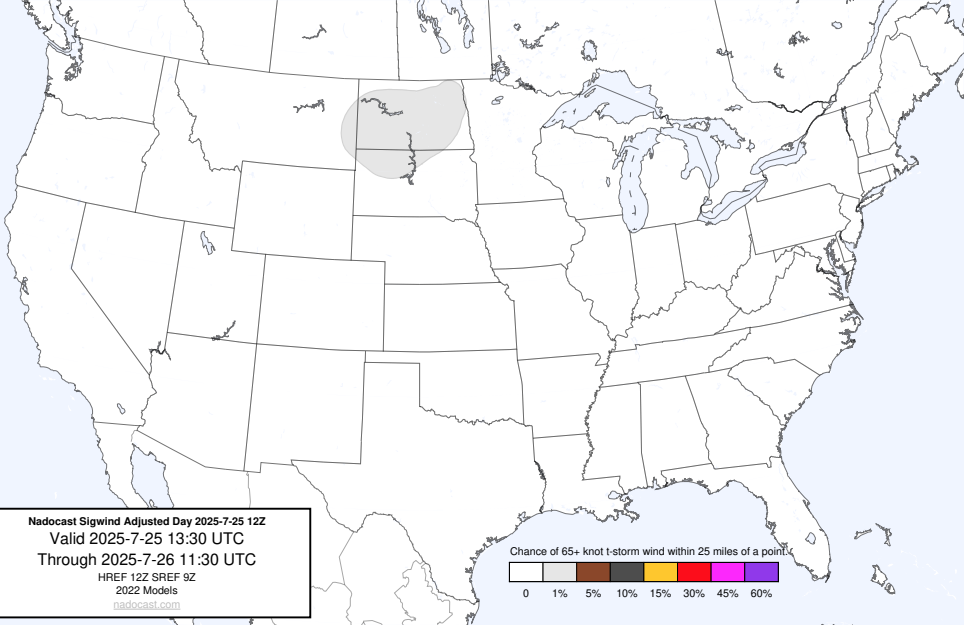 Nadocast Sigwind Adjusted Day 2025-7-25 12Z
Valid 2025-7-25 13:30 UTC
Through 2025-7-26 11:30 UTC
HREF 12Z SREF 9Z
2022 Models
nadocast.com
Chance of 65+ knot t-storm wind within 25 miles of a point.
0 1% 5% 10% 15% 30% 45% 60%